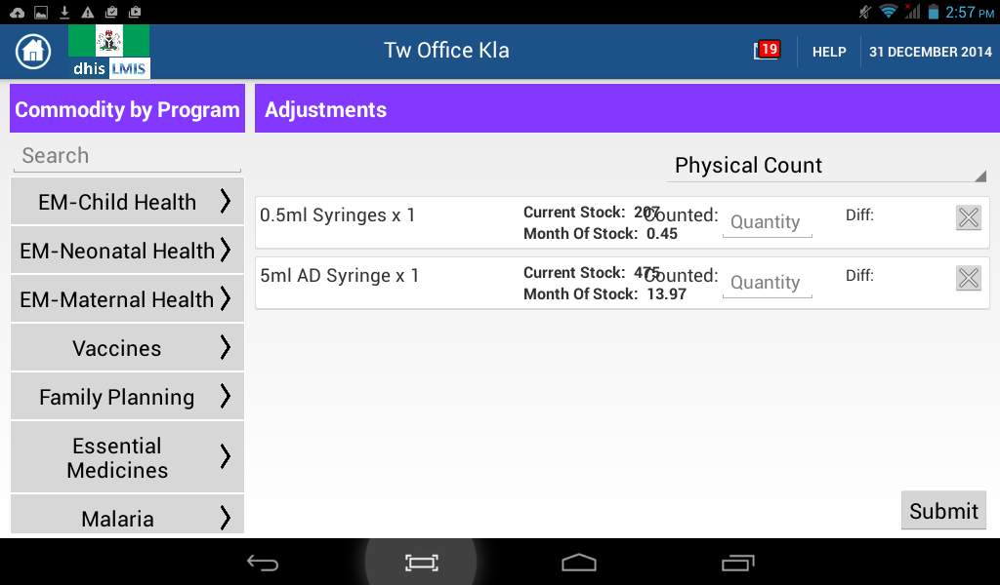 2:57 PM
dhis LMIS
Tw Office Kla
19
HELP
31 DECEMBER 2014
Commodity by Program
Search
EM-Child Health
EM-Neonatal Health
EM-Maternal Health
Vaccines
Family Planning
Essential
Medicines
Malaria
Adjustments
Physical Count
0.5ml Syringes x 1
Current Stock: 207
Month Of Stock: 0.45
Counted: Quantity
Diff:
5ml AD Syringe x 1
Current Stock: 475
Month Of Stock: 13.97
Counted: Quantity
Diff:
Submit